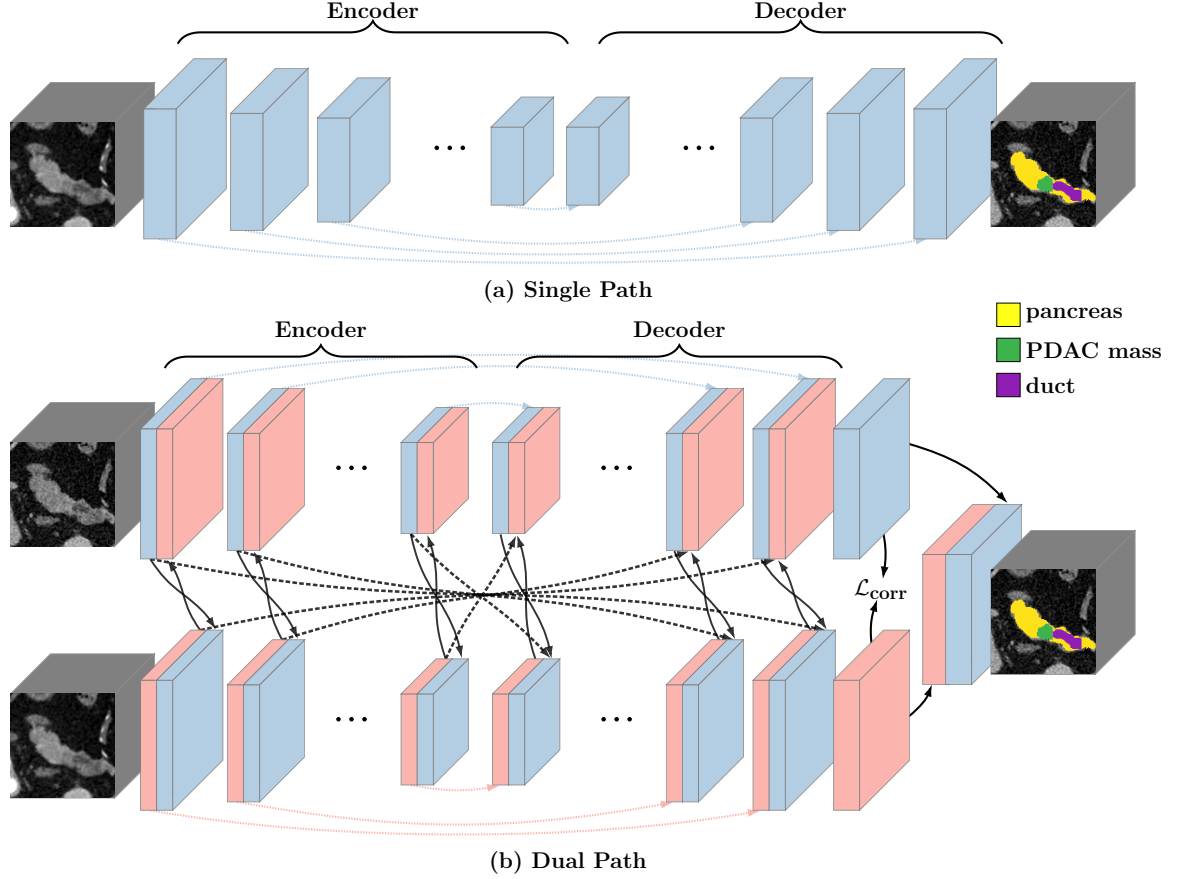 Encoder
Decoder
...
...
(a) Single Path
pancreas
PDAC mass
duct
Encoder
Decoder
...
...
ℒcorr
...
...
(b) Dual Path